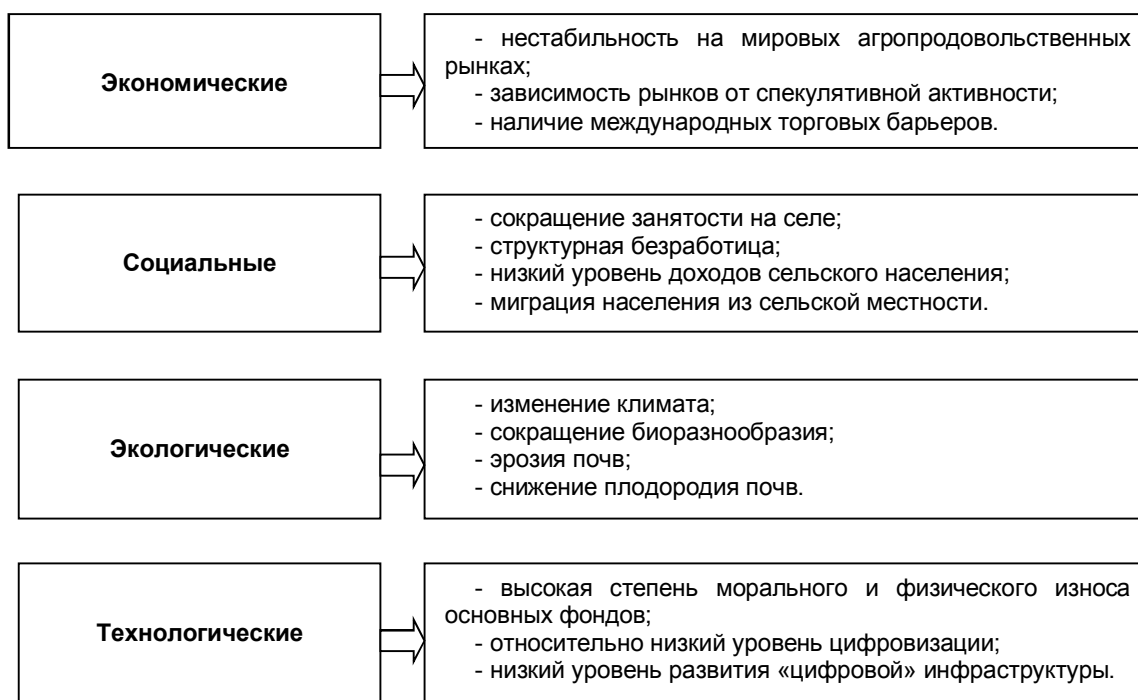 Экономические
- нестабильность на мировых агропродовольственных
рынках;
- зависимость рынков от спекулятивной активности;
- наличие международных торговых барьеров.
Социальные
- сокращение занятости на селе;
- структурная безработица;
- низкий уровень доходов сельского населения;
- миграция населения из сельской местности.
Экологические
- изменение климата;
- сокращение биоразнообразия;
- эрозия почв;
- снижение плодородия почв.
Технологические
- высокая степень морального и физического износа
основных фондов;
- относительно низкий уровень цифровизации;
- низкий уровень развития «цифровой» инфраструктуры.